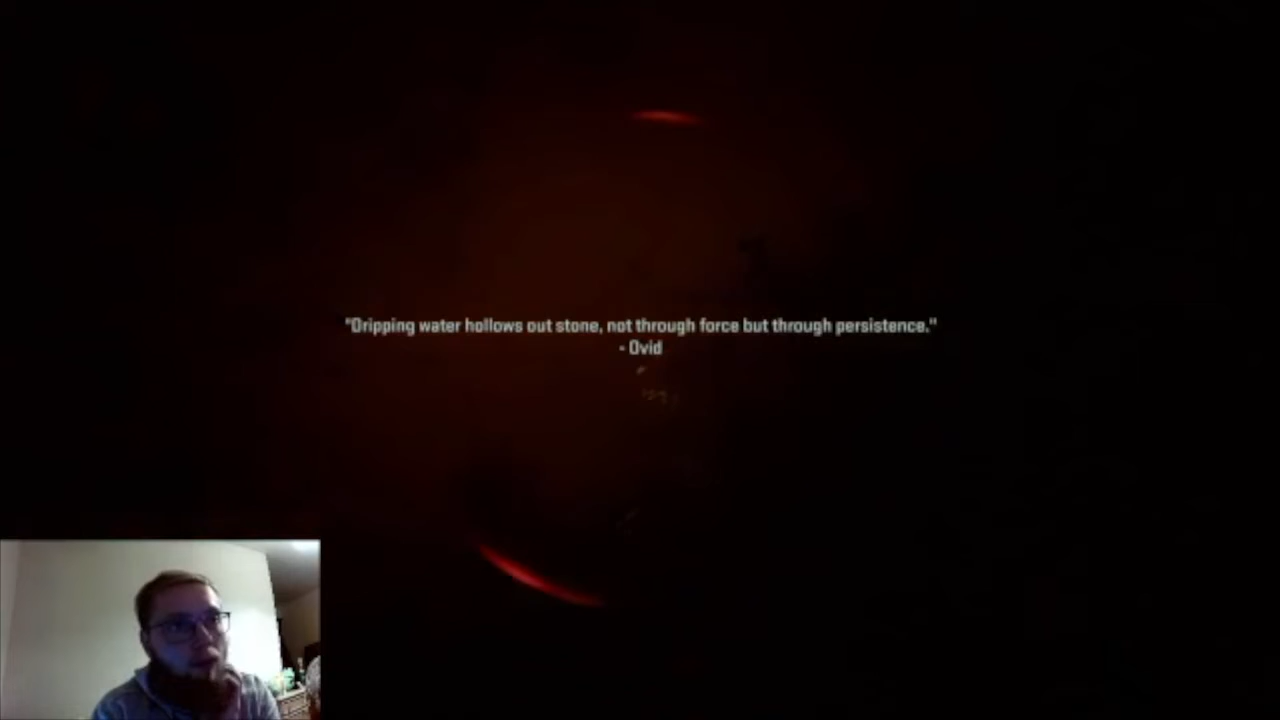 "Dripping water hollows out stone, not through force but through persistence."
- Ovid